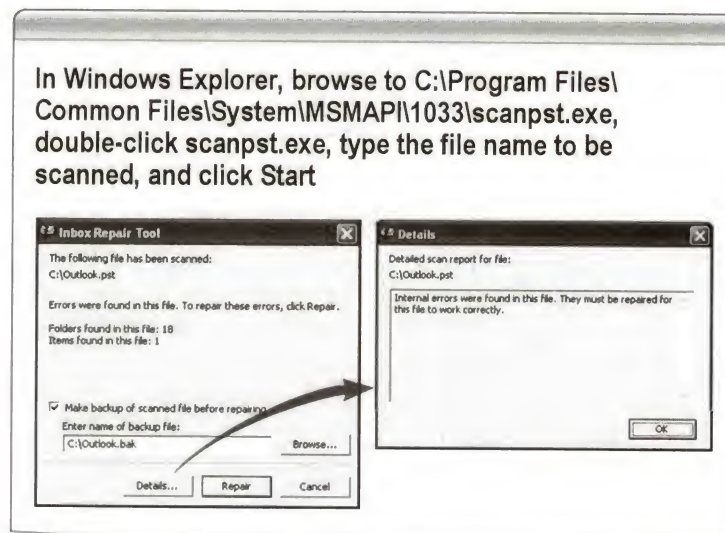 In Windows Explorer, browse to C:\Program Files\
Common Files\System\MSMAPI\1033\scanpst.exe,
double-click scanpst.exe, type the file name to be
scanned, and click Start
Inbox Repair Tool
The following file has been scanned:
C:\Outlook.pst
Errors were found in this file. To repair these errors, click Repair.
Folders found in this file: 18
Items found in this file: 1
Make backup of scanned file before repairing.
Enter name of backup file:
C:\Outlook.bak
Browse...
Details...
Repair
Cancel
Details
Detailed scan report for file:
C:\Outlook.pst
Internal errors were found in this file. They must be repaired for
this file to work correctly.
OK